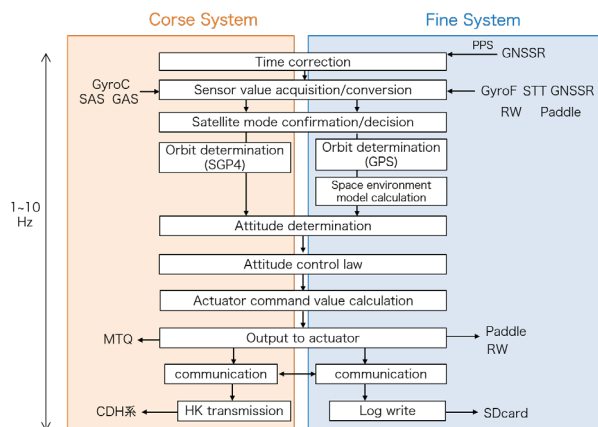 Corse System
Fine System
PPS
GNSSR
Time correction
GyroC
SAS GAS
Sensor value acquisition/conversion
GyroF STT GNSSR
RW Paddle
Satellite mode confirmation/decision
Orbit determination
(SGP4)
Orbit determination
(GPS)
Space environment
model calculation
1~10
Hz
Attitude determination
Attitude control law
Actuator command value calculation
MTQ
Output to actuator
Paddle
RW
communication
communication
CDH系
HK transmission
Log write
SDcard